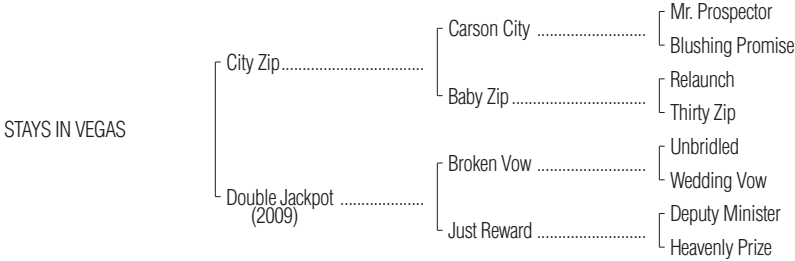 Mr. Prospector
Carson City ..........................
Blushing Promise
City Zip..................................
Relaunch
Baby Zip ................................
Thirty Zip
STAYS IN VEGAS
Unbridled
Broken Vow ..........................
Wedding Vow
Double Jackpot ....................
(2009)
Deputy Minister
Just Reward ..........................
Heavenly Prize